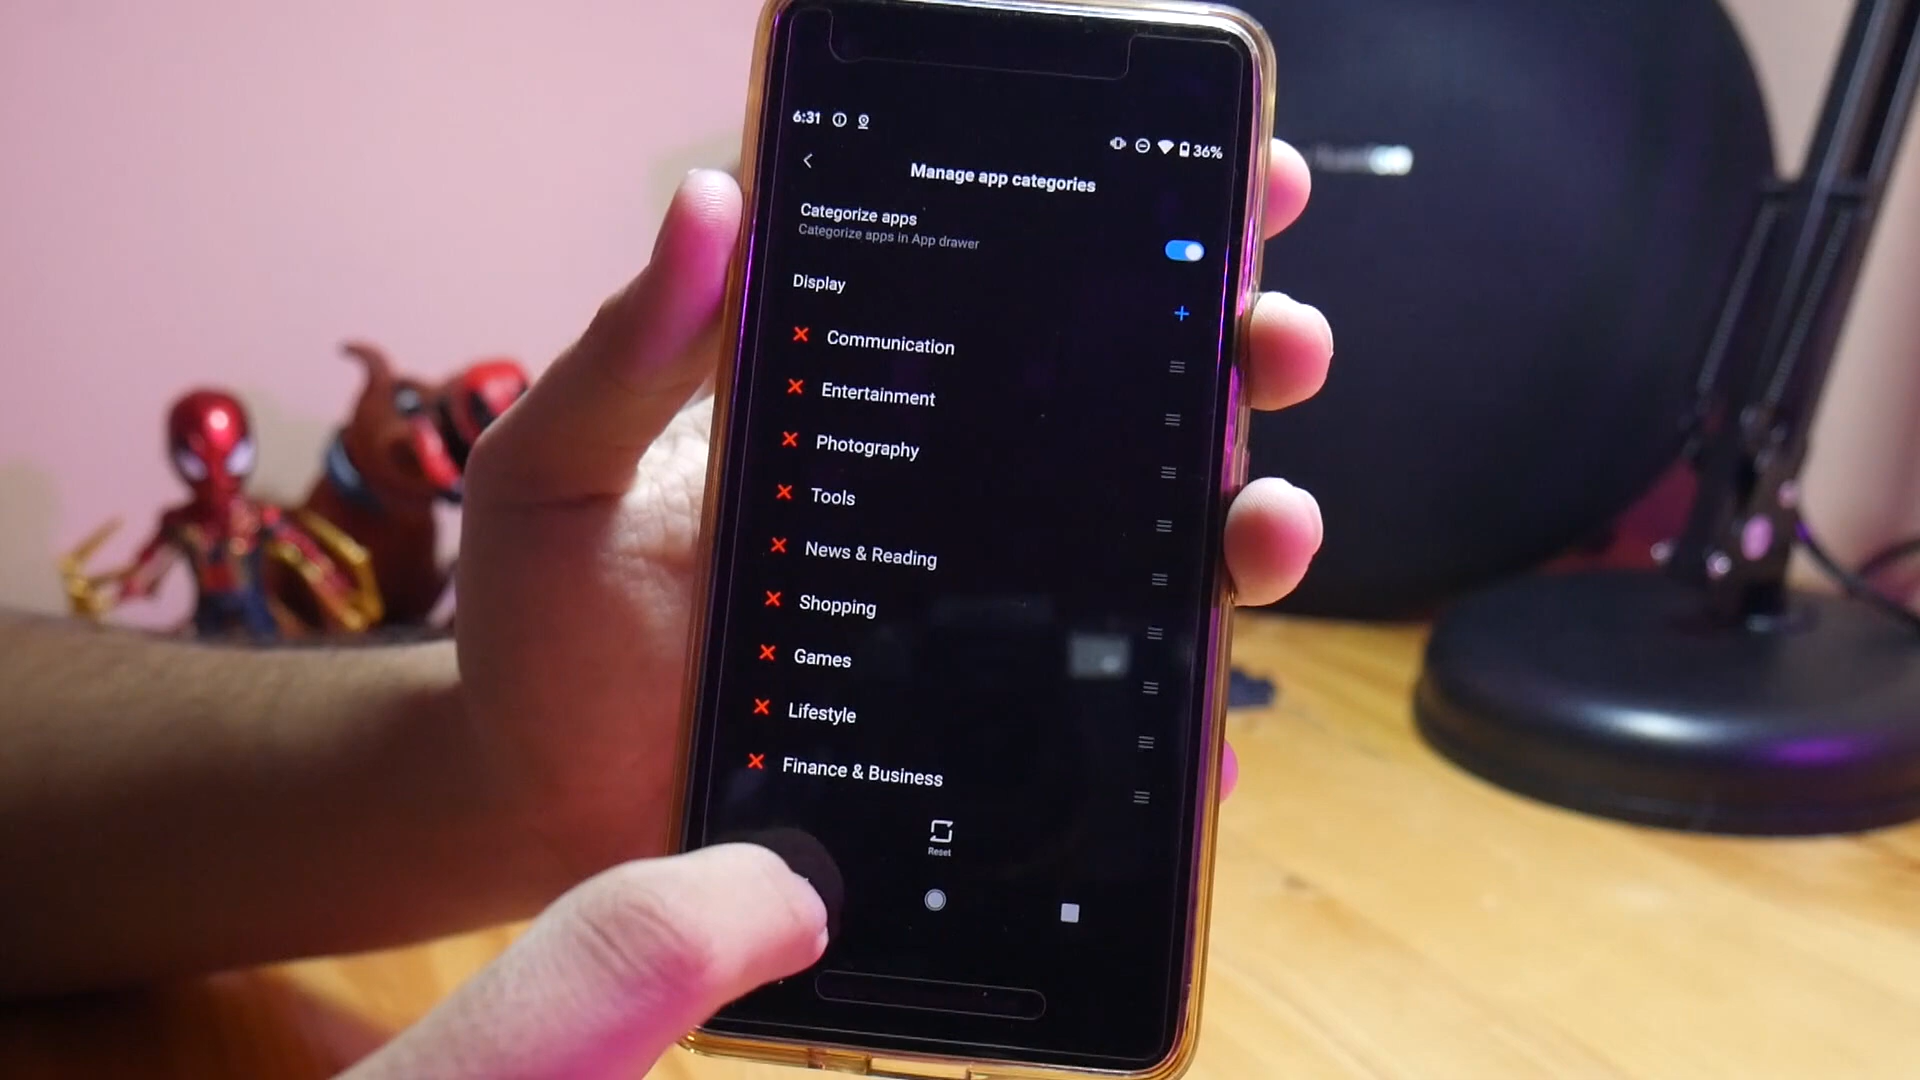 6:31
36%
Manage app categories
Categorize apps
Categorize apps in App drawer
Display
Communication
Entertainment
Photography
Tools
News & Reading
Shopping
Games
Lifestyle
Finance & Business
Reset